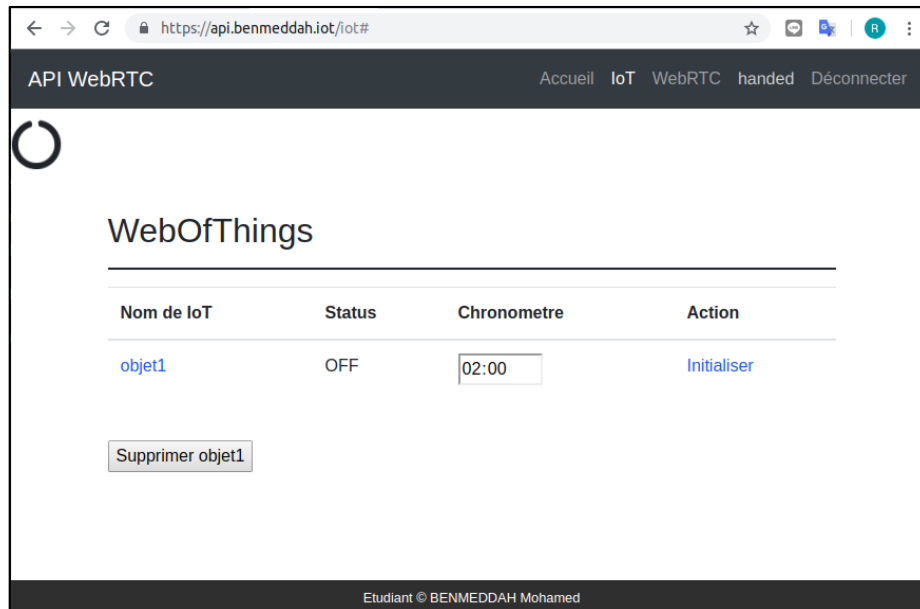 https://api.benmeddah.iot/iot#
R
API WebRTC Accueil IoT WebRTC handed Déconnecter
WebOfThings
Nom de IoT Status Chronometre Action
objet1 OFF 02:00 Initialiser
Supprimer objet1
Etudiant © BENMEDDAH Mohamed